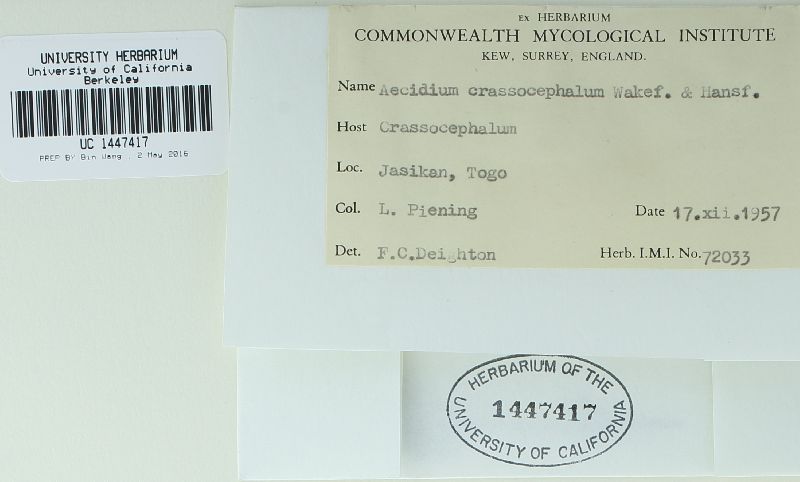 UNIVERSITY HERBARIUM
University of California
Berkeley
UC 1447417
PREP BY Bin Wang , 2 May 2016
EX HERBARIUM
COMMONWEALTH MYCOLOGICAL INSTITUTE
KEW, SURREY, ENGLAND.
Name Aecidium crassocephalum Wakef. & Hansf.
Host Crassocephalum
Loc. Jasikan, Togo
Col. L. Piening Date 17.xii.1957
Det. F.C.Deighton Herb. I.M.I. No. 72033
HERBARIUM OF THE
1447417
UNIVERSITY OF CALIFORNIA